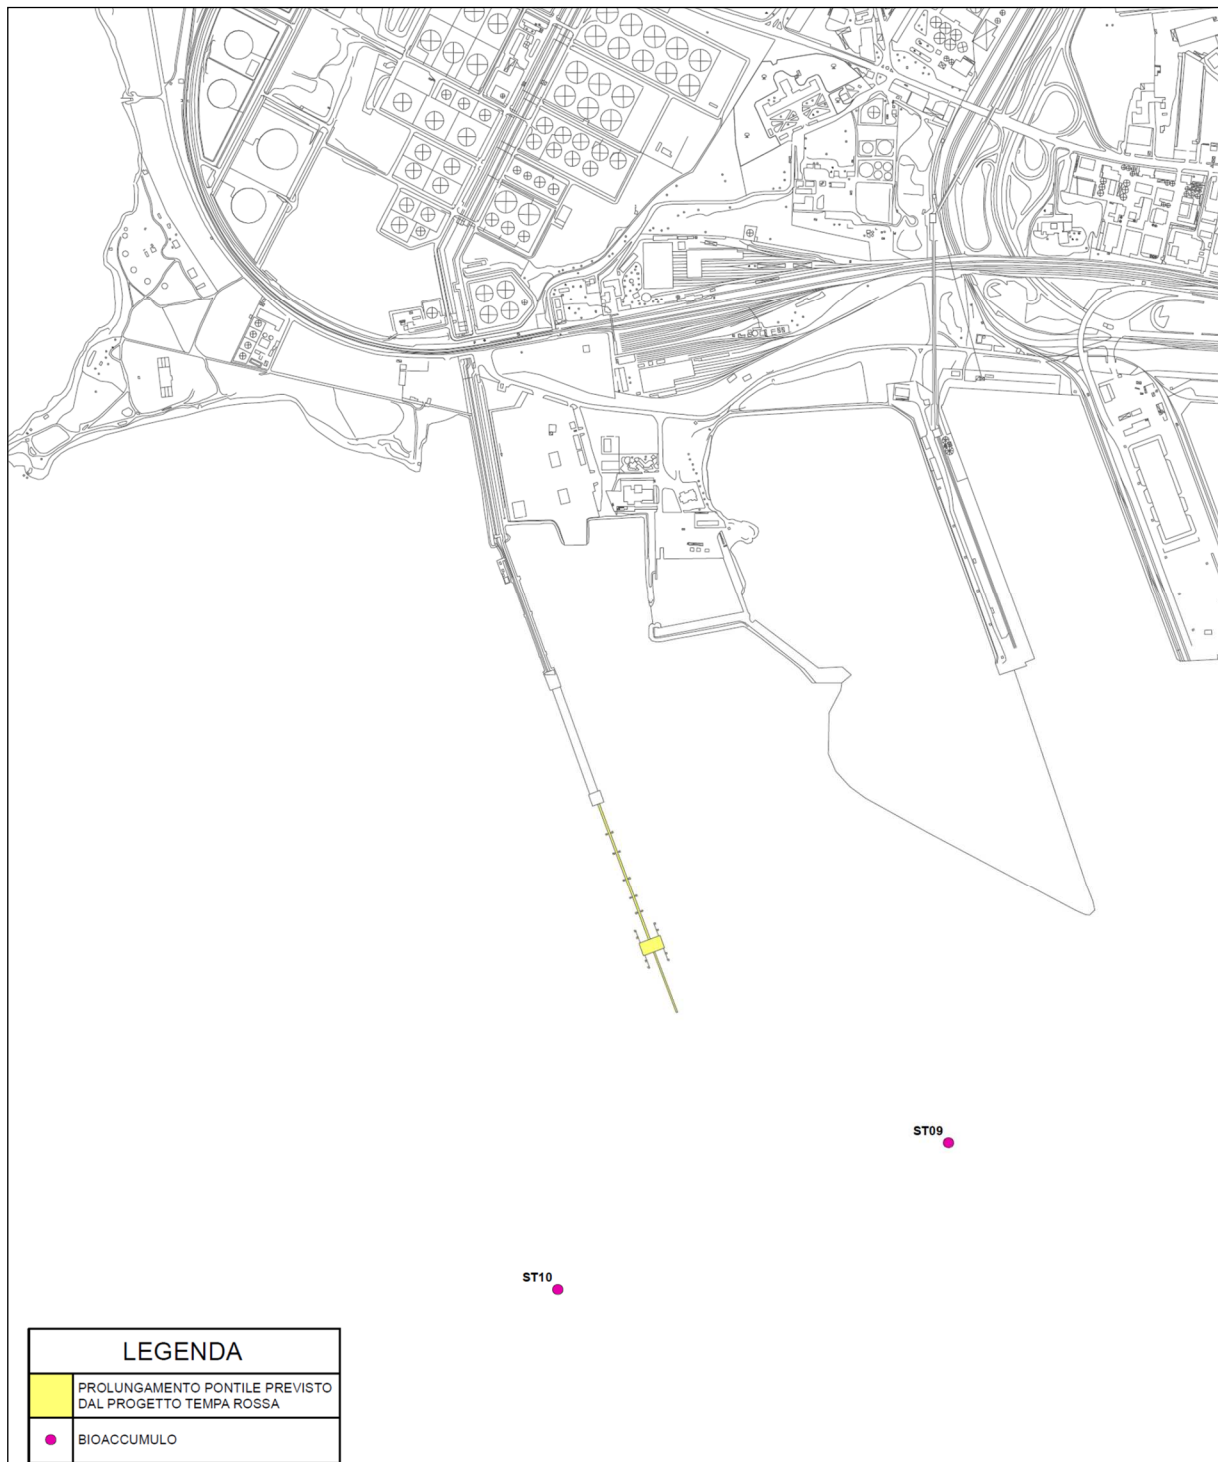 ST09
ST10
LEGENDA
PROLUNGAMENTO PONTILE PREVISTO
DAL PROGETTO TEMPA ROSSA
BIOACCUMULO